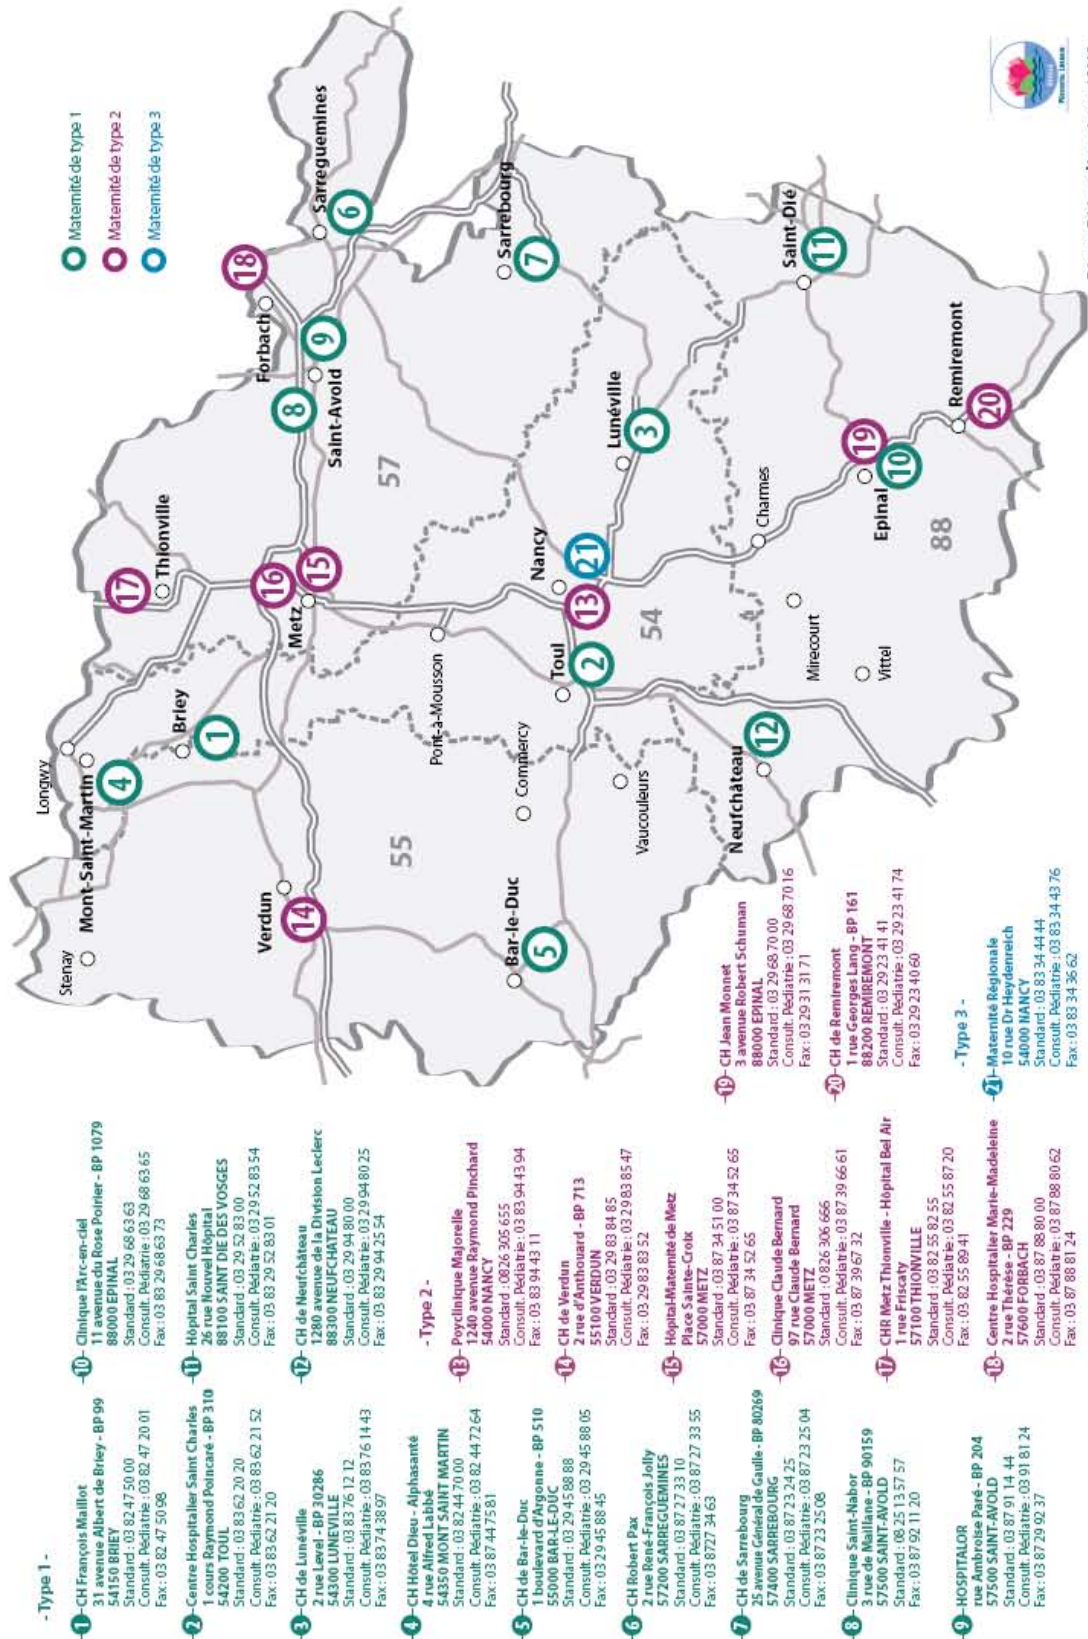 - Type 1 -
1 CH François Maillot
31 avenue Albert de Briey - BP 99
54150 BRIEY
Standard : 03 82 47 50 00
Consult. Pédiatrie : 03 82 47 20 01
Fax : 03 82 47 50 98
2 Centre Hospitalier Saint Charles
1 cours Raymond Poincaré - BP 310
54200 TOUL
Standard : 03 83 62 20 20
Consult. Pédiatrie : 03 83 62 21 52
Fax : 03 83 62 21 20
3 CH de Lunéville
2 rue Level - BP 30286
54300 LUNEVILLE
Standard : 03 83 76 12 12
Consult. Pédiatrie : 03 83 76 14 43
Fax : 03 83 74 38 97
4 CH Hôtel Dieu - Alphasanté
4 rue Alfred Labbé
54350 MONT SAINT MARTIN
Standard : 03 82 44 70 00
Consult. Pédiatrie : 03 82 44 72 64
Fax : 03 87 44 75 81
5 CH de Bar-le-Duc
1 boulevard d'Argonne - BP 510
55000 BAR-LE-DUC
Standard : 03 29 45 88 88
Consult. Pédiatrie : 03 29 45 88 05
Fax : 03 29 45 88 45
6 CH Robert Pax
2 rue René-François Jolly
57200 SARREGUEMINES
Standard : 03 87 27 33 10
Consult. Pédiatrie : 03 87 27 33 55
Fax : 03 8727 34 63
7 CH de Sarrebourg
25 avenue Général de Gaulle - BP 80269
57400 SARREBOURG
Standard : 03 87 23 24 25
Consult. Pédiatrie : 03 87 23 25 04
Fax : 03 87 23 25 08
8 Clinique Saint-Nabor
3 rue de Maillane - BP 90159
57500 SAINT-AVOLD
Standard : 08 25 13 57 57
Fax : 03 87 92 11 20
9 HOSPITALOR
rue Ambroise Paré - BP 204
57500 SAINT-AVOLD
Standard : 03 87 91 14 44
Consult. Pédiatrie : 03 91 81 24
Fax : 03 87 29 92 37
10 Clinique l'Arc-en-ciel
11 avenue du Rose Poirier - BP 1079
88000 EPINAL
Standard : 03 29 68 63 63
Consult. Pédiatrie : 03 29 68 63 65
Fax : 03 83 29 68 63 73
11 Hôpital Saint Charles
26 rue Nouvel Hôpital
88100 SAINT DIE DES VOSGES
Standard : 03 29 52 83 00
Consult. Pédiatrie : 03 29 52 83 54
Fax : 03 83 29 52 83 01
12 CH de Neufchâteau
1280 avenue de la Division Leclerc
88300 NEUFCHATEAU
Standard : 03 29 94 80 00
Consult. Pédiatrie : 03 29 94 80 25
Fax : 03 83 29 94 25 54
- Type 2 -
13 Poyclinique Majorelle
1240 avenue Raymond Pinchard
54000 NANCY
Standard : 0826 305 655
Consult. Pédiatrie : 03 83 94 43 94
Fax : 03 83 94 43 11
14 CH de Verdun
2 rue d'Anthouard - BP 713
55100 VERDUN
Standard : 03 29 83 84 85
Consult. Pédiatrie : 03 29 83 85 47
Fax : 03 29 83 83 52
15 Hôpital-Maternité de Metz
Place Sainte-Croix
57000 METZ
Standard : 03 87 34 51 00
Consult. Pédiatrie : 03 87 34 52 65
Fax : 03 87 34 52 65
16 Clinique Claude Bernard
97 rue Claude Bernard
57000 METZ
Standard : 0826 306 666
Consult. Pédiatrie : 03 87 39 66 61
Fax : 03 87 39 67 32
17 CHR Metz Thionville - Hôpital Bel Air
1 rue Friscaty
57100 THIONVILLE
Standard : 03 82 55 82 55
Consult. Pédiatrie : 03 82 55 87 20
Fax : 03 82 55 89 41
18 Centre Hospitalier Marie-Madeleine
2 rue Thérèse - BP 229
57600 FORBACH
Standard : 03 87 88 80 00
Consult. Pédiatrie : 03 87 88 80 62
Fax : 03 87 88 81 24
19 CH Jean Monnet
3 avenue Robert Schuman
88000 EPINAL
Standard : 03 29 68 70 00
Consult. Pédiatrie : 03 29 68 70 16
Fax : 03 29 31 31 71
20 CH de Remiremont
1 rue Georges Lang - BP 161
88200 REMIREMONT
Standard : 03 29 23 41 41
Consult. Pédiatrie : 03 29 23 41 74
Fax : 03 29 23 40 60
- Type 3 -
21 Maternité Régionale
10 rue Dr Heydenreich
54000 NANCY
Standard : 03 83 34 44 44
Consult. Pédiatrie : 03 83 34 43 76
Fax : 03 83 34 36 62
Maternité de type 1
Maternité de type 2
Maternité de type 3
Longwy
Stenay
Mont-Saint-Martin
4
Briey
1
17
Thionville
Verdun
14
Metz
16
15
8
Saint-Avold
9
Forbach
18
Sarreguemines
6
55
57
Pont-à-Mousson
Commercy
Bar-le-Duc
5
Toul
2
Nancy
13
21
Vaucouleurs
54
Lunéville
3
Sarrebourg
7
Neufchâteau
12
Mirecourt
Vittel
Charmes
Epinal
19
10
88
Saint-Dié
11
Remiremont
20